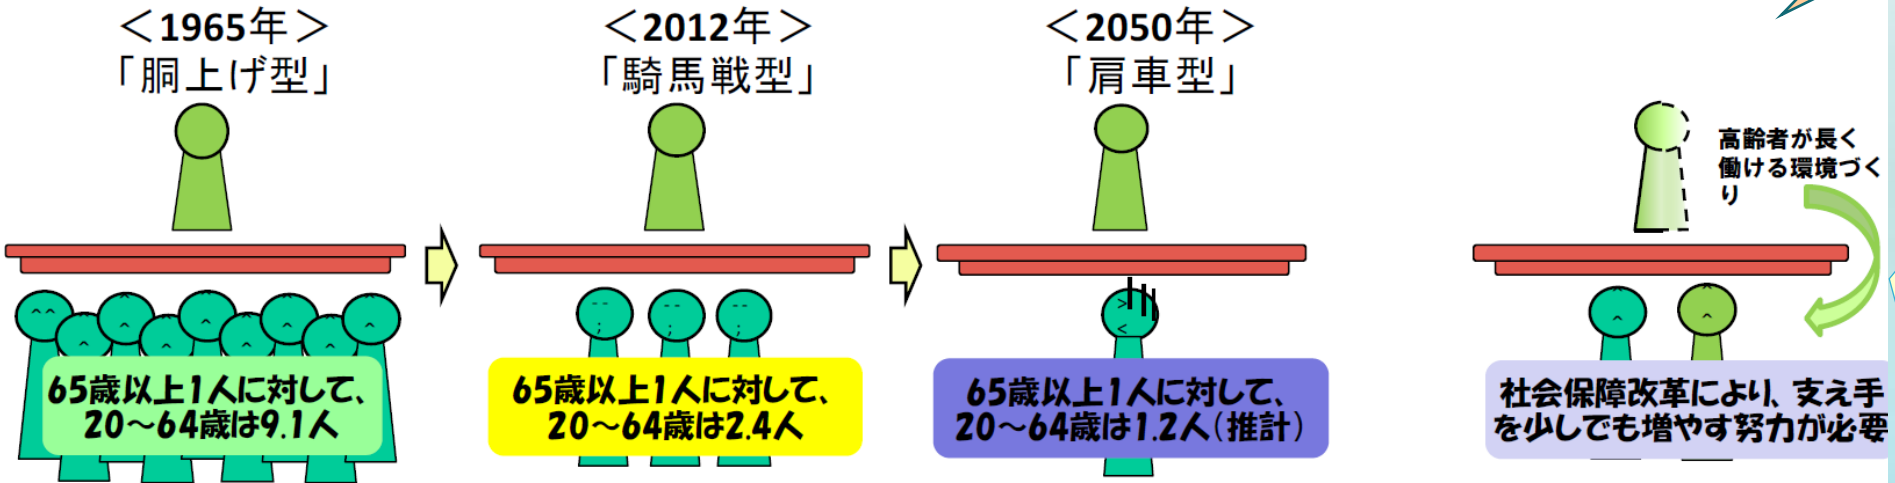 ＜1965年＞
「胴上げ型」
65歳以上1人に対して、
20～64歳は9.1人
＜2012年＞
「騎馬戦型」
65歳以上1人に対して、
20～64歳は2.4人
＜2050年＞
「肩車型」
65歳以上1人に対して、
20～64歳は1.2人（推計）
高齢者が長く
働ける環境づく
り
社会保障改革により、支え手
を少しでも増やす努力が必要